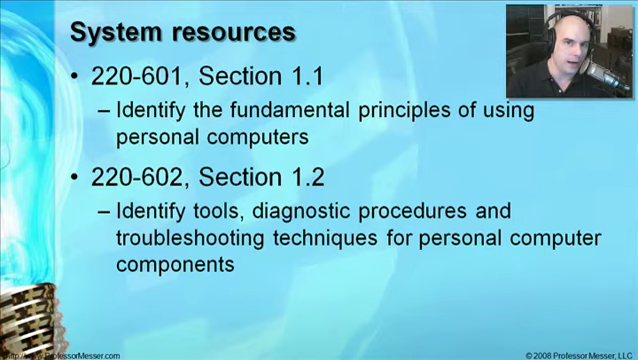 System resources
• 220-601, Section 1.1
– Identify the fundamental principles of using
personal computers
• 220-602, Section 1.2
– Identify tools, diagnostic procedures and
troubleshooting techniques for personal computer
components
http://www.ProfessorMesser.com
© 2008 Professor Messer, LLC